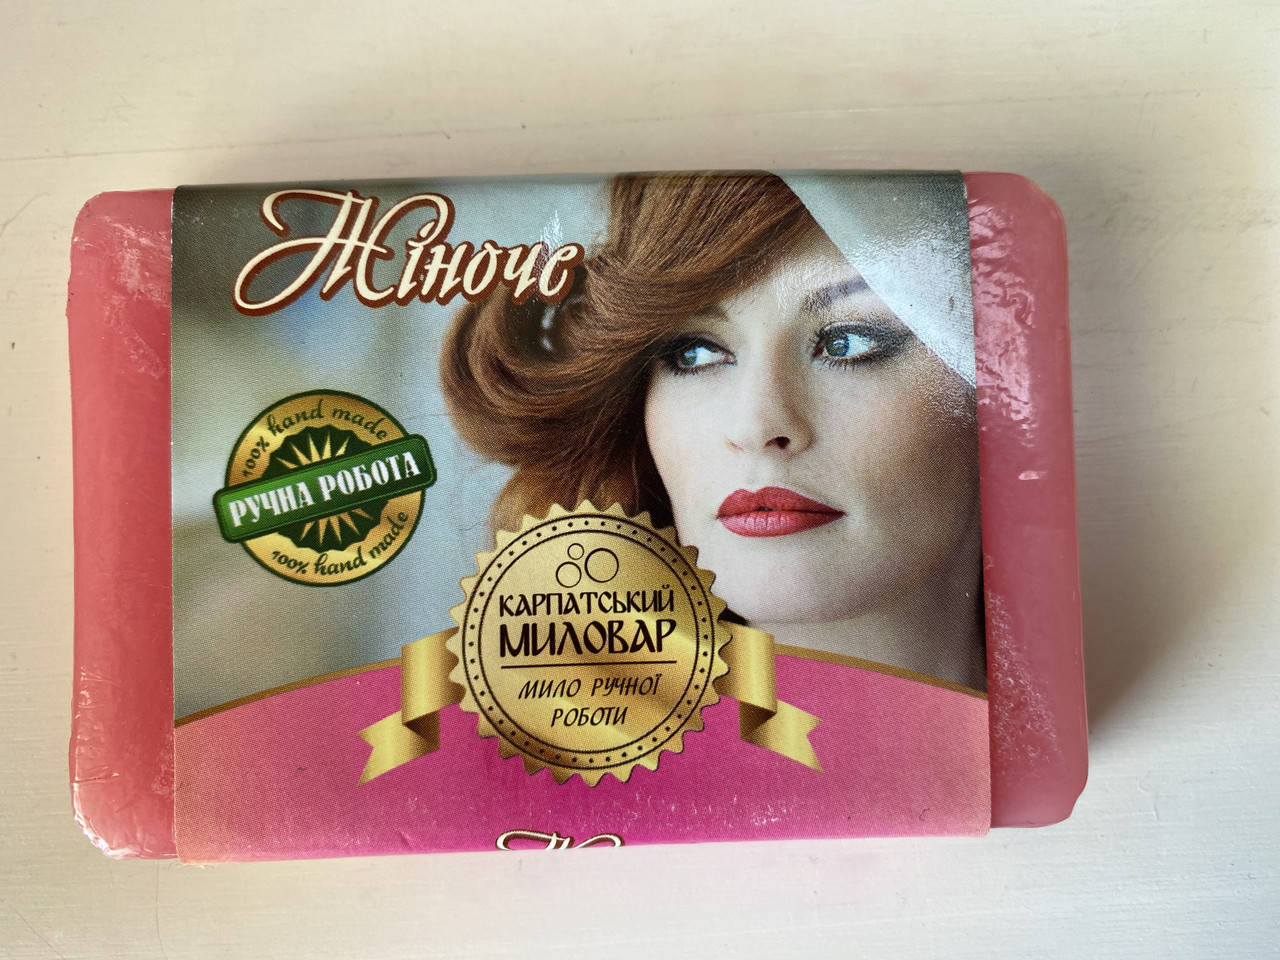 Жіноче
100% hand made
РУЧНА РОБОТА
100% hand made
КАРПАТСЬКИЙ
МИЛОВАР
МИЛО РУЧНОЇ
РОБОТИ